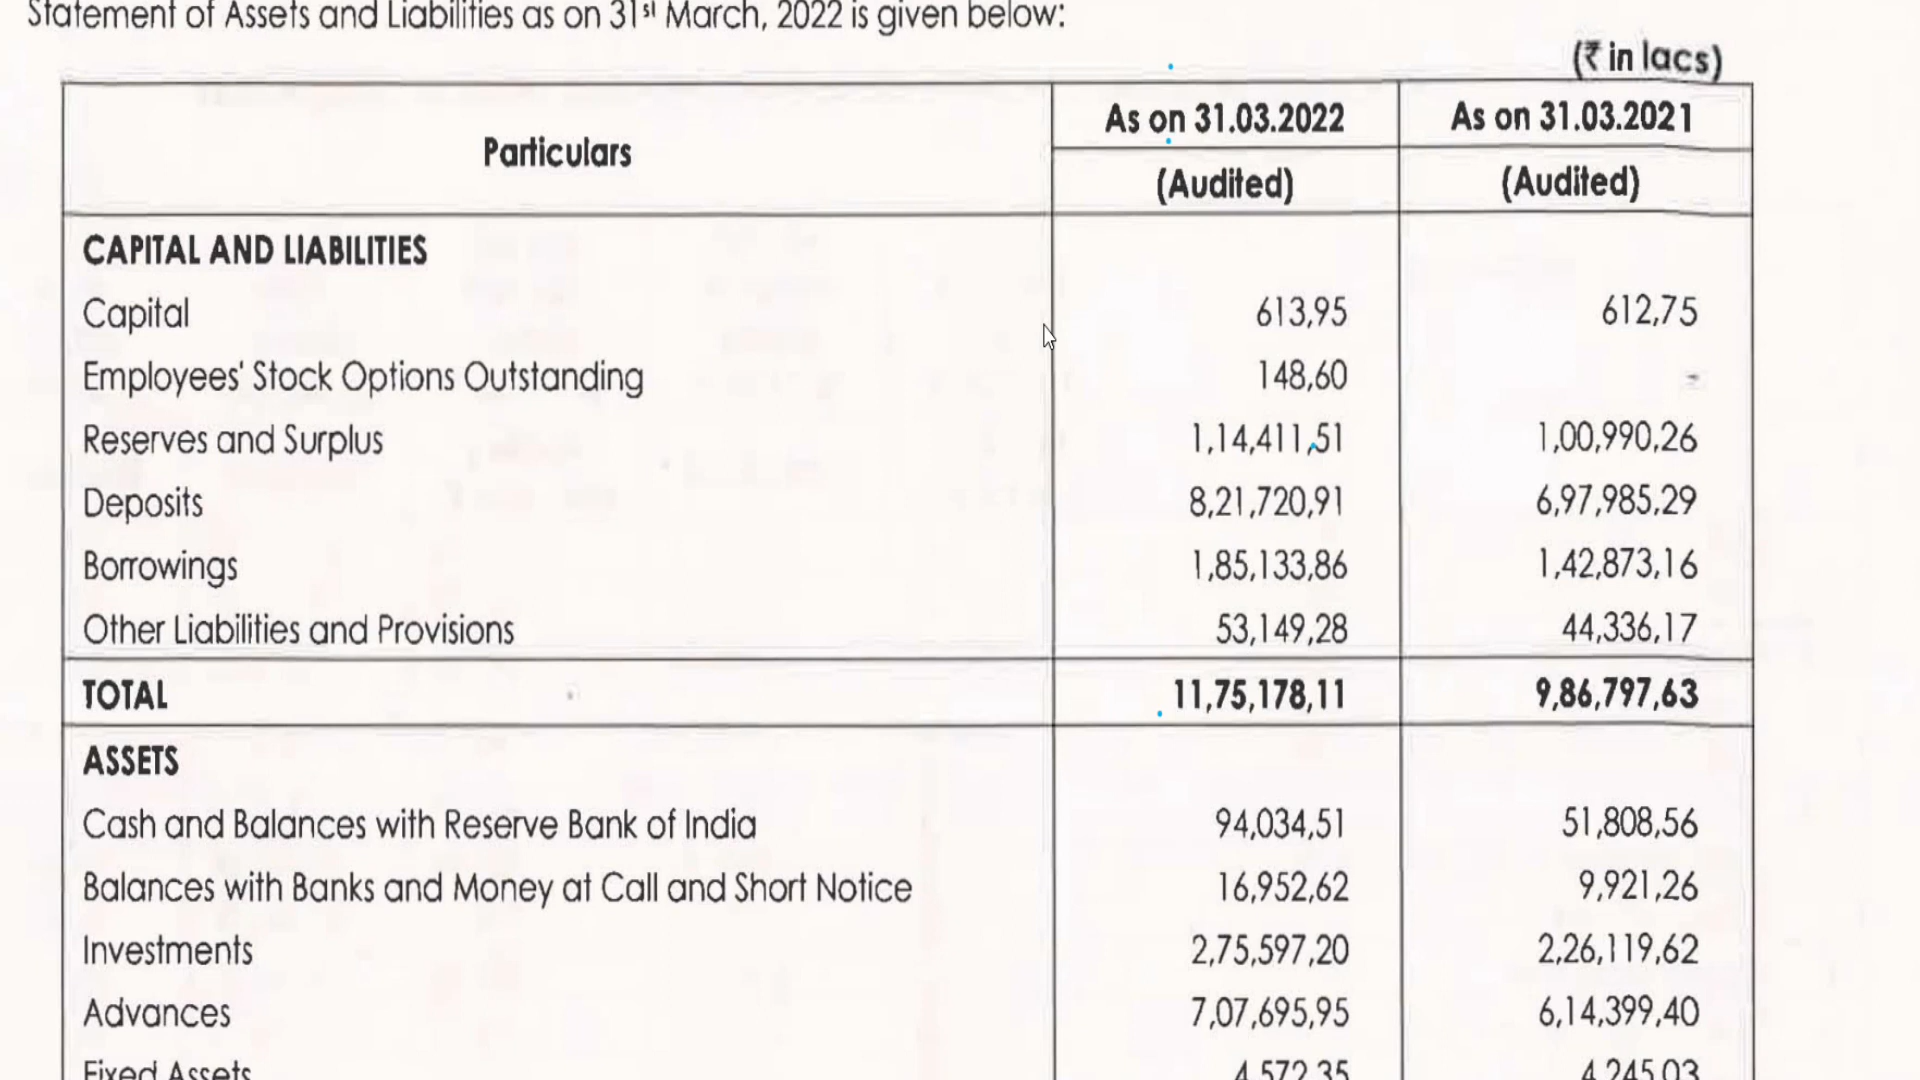 Statement of Assets and Liabilities as on 31st March, 2022 is given below:
(₹ in lacs)
Particulars As on 31.03.2022 As on 31.03.2021
(Audited) (Audited)
CAPITAL AND LIABILITIES
Capital 613,95 612,75
Employees' Stock Options Outstanding 148,60 -
Reserves and Surplus 1,14,411,51 1,00,990,26
Deposits 8,21,720,91 6,97,985,29
Borrowings 1,85,133,86 1,42,873,16
Other Liabilities and Provisions 53,149,28 44,336,17
TOTAL 11,75,178,11 9,86,797,63
ASSETS
Cash and Balances with Reserve Bank of India 94,034,51 51,808,56
Balances with Banks and Money at Call and Short Notice 16,952,62 9,921,26
Investments 2,75,597,20 2,26,119,62
Advances 7,07,695,95 6,14,399,40
Fixed Assets 4,572,35 4,245,03